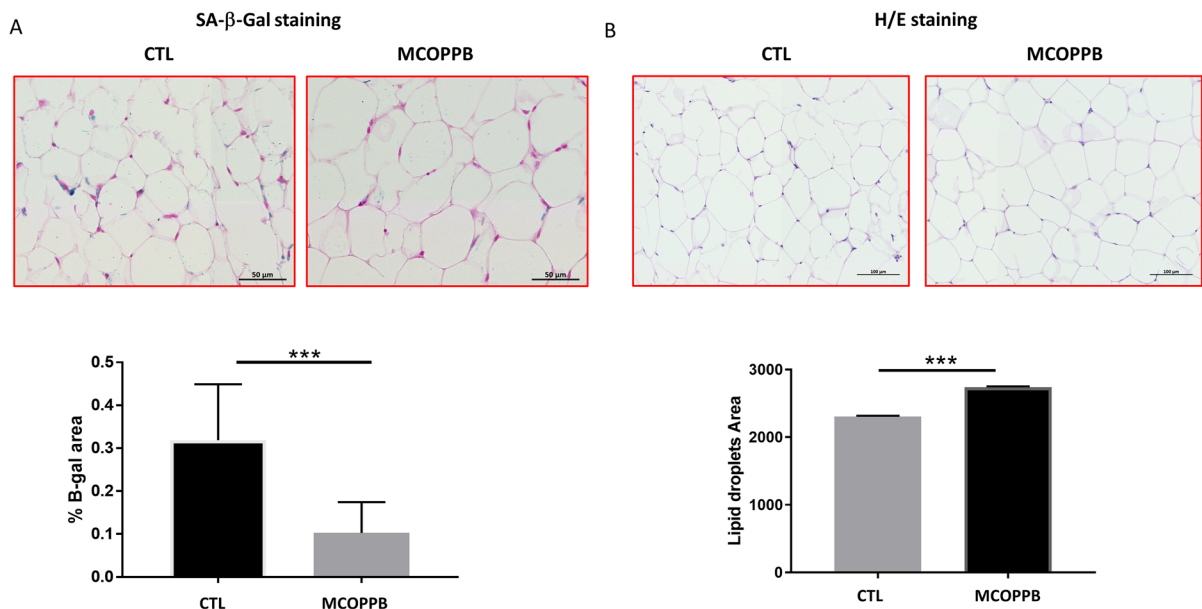 A
SA-β-Gal staining
CTL
MCOPPB
50 µm
50 µm
B
H/E staining
CTL
MCOPPB
100 µm
100 µm
% B-gal area
0.5
0.4
0.3
0.2
0.1
0.0
***
CTL
MCOPPB
Lipid droplets Area
3000
2000
1000
0
***
CTL
MCOPPB